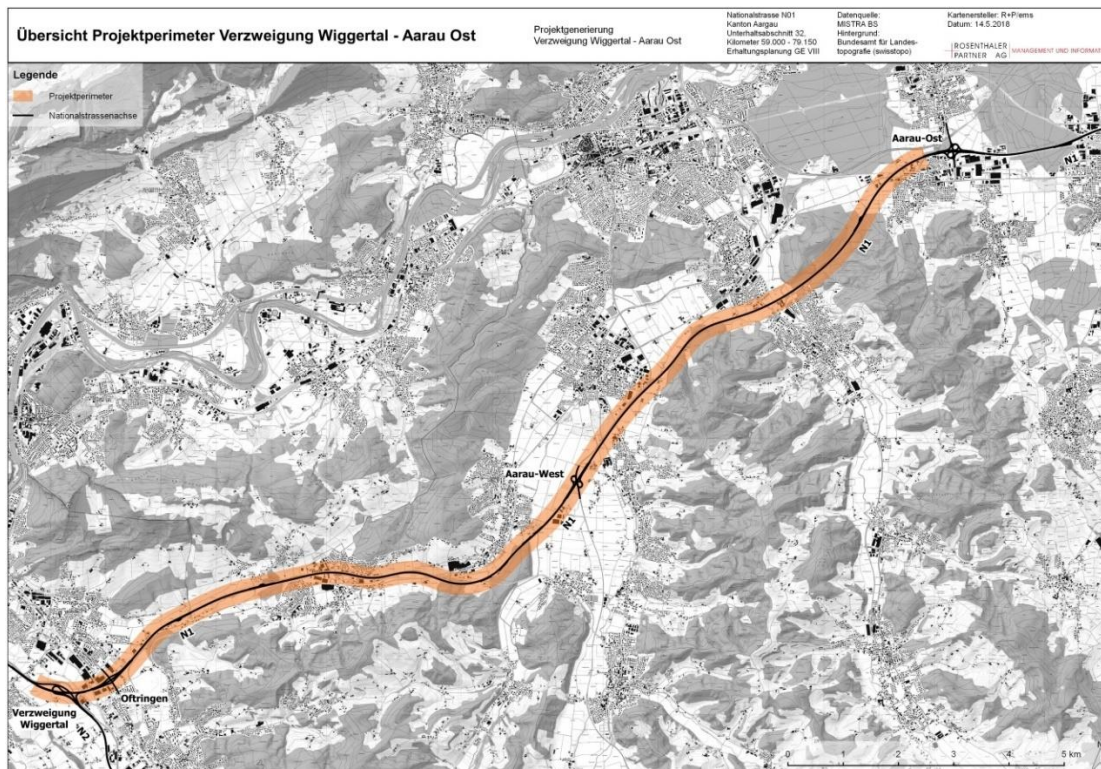 Übersicht Projektperimeter Verzweigung Wiggertal - Aarau Ost
Projektgenerierung
Verzweigung Wiggertal - Aarau Ost
Nationalstrasse N01
Kanton Aargau
Unterhaltsabschnitt 32,
Kilometer 59.000 - 79.150
Erhaltungsplanung GE VIII
Datenquelle:
MISTRA BS
Hintergrund:
Bundesamt für Landes-
topografie (swisstopo)
Kartenersteller: R+P/ems
Datum: 14.5.2018
ROSENTHALER
PARTNER AG
MANAGEMENT UND INFORMAT
Legende
Projektperimeter
Nationalstrassenachse
Aarau-Ost
N1
N1
Aarau-West
N1
N1
Oftringen
Verzweigung
Wiggertal
N2
0 1 2 3 4 5 km